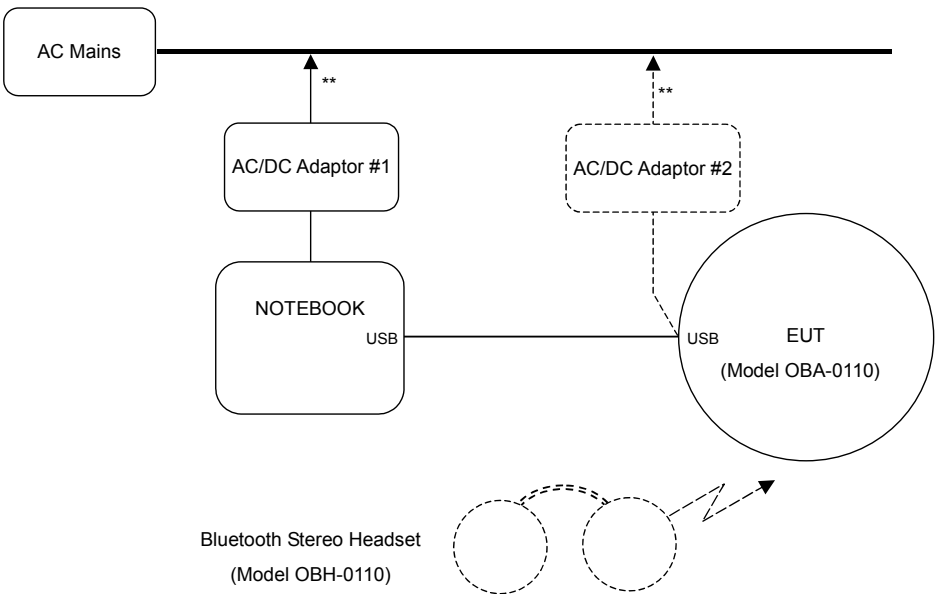 AC Mains
**
**
AC/DC Adaptor #1
AC/DC Adaptor #2
NOTEBOOK
USB
USB
EUT
(Model OBA-0110)
Bluetooth Stereo Headset
(Model OBH-0110)